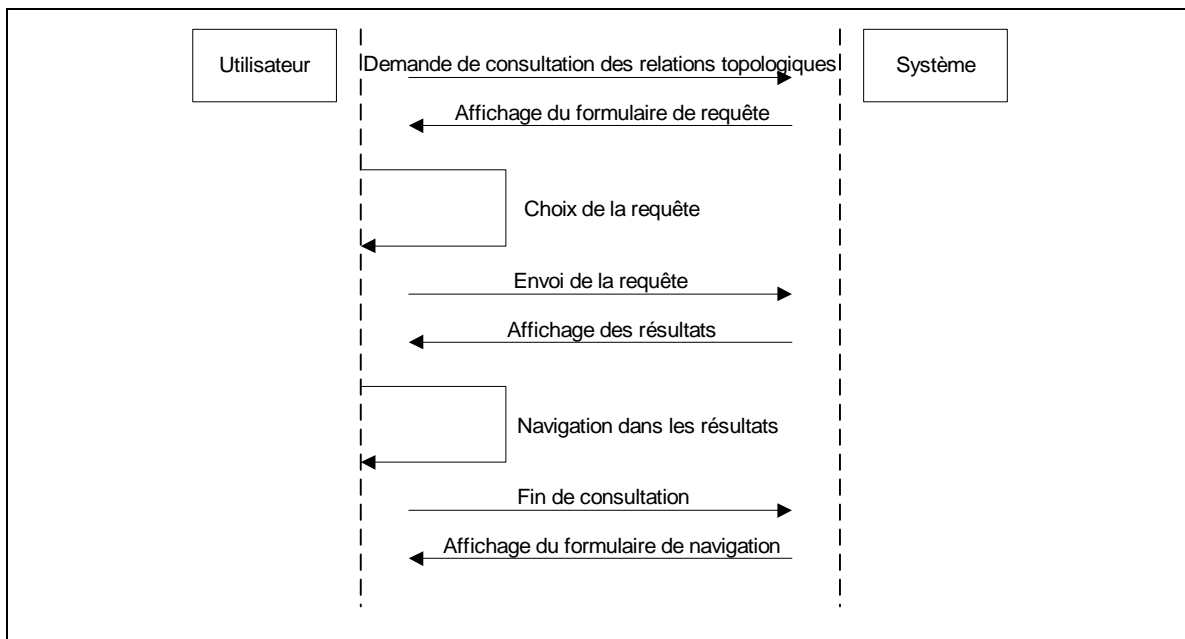 Utilisateur
Demande de consultation des relations topologiques
Système
Affichage du formulaire de requête
Choix de la requête
Envoi de la requête
Affichage des résultats
Navigation dans les résultats
Fin de consultation
Affichage du formulaire de navigation